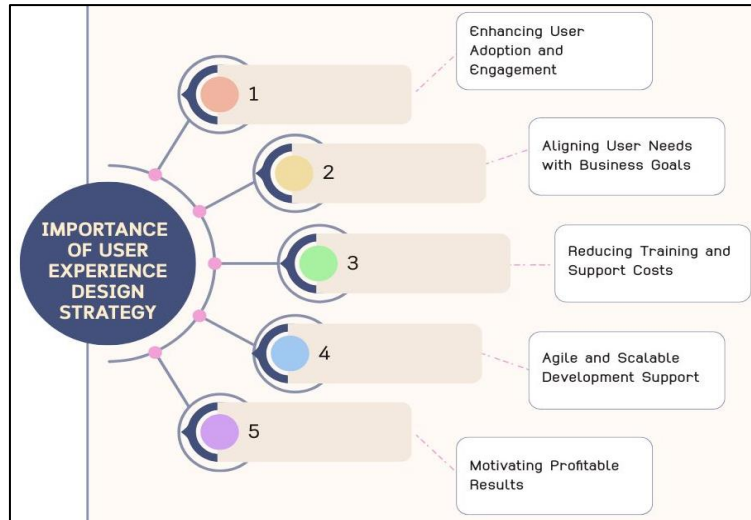 IMPORTANCE
OF USER
EXPERIENCE
DESIGN
STRATEGY
1
Enhancing User
Adoption and
Engagement
2
Aligning User Needs
with Business Goals
3
Reducing Training and
Support Costs
4
Agile and Scalable
Development Support
5
Motivating Profitable
Results